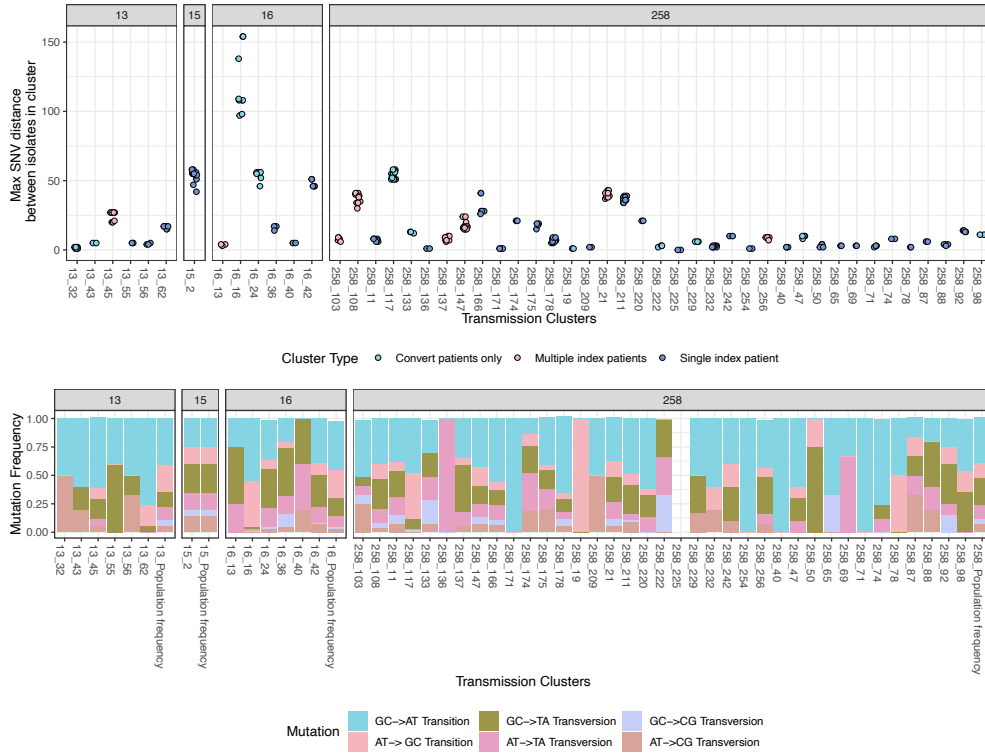 13 15 16 258
Max SNV distance
between isolates in cluster
150
100
50
0
13_32 13_43 13_45 13_55 13_56 13_62 15_2 16_13 16_16 16_24 16_36 16_40 16_42 258_103 258_108 258_11 258_117 258_133 258_136 258_137 258_147 258_166 258_171 258_174 258_175 258_178 258_19 258_209 258_21 258_211 258_220 258_222 258_225 258_229 258_232 258_242 258_254 258_256 258_40 258_47 258_50 258_65 258_69 258_71 258_74 258_78 258_87 258_88 258_92 258_98
Transmission Clusters
Cluster Type Convert patients only Multiple index patients Single index patient
13 15 16 258
Mutation Frequency
1.00
0.75
0.50
0.25
0.00
13_32 13_43 13_45 13_55 13_56 13_62 13_Population frequency 15_2 15_Population frequency 16_13 16_16 16_24 16_36 16_40 16_42 16_Population frequency 258_103 258_108 258_11 258_117 258_133 258_136 258_137 258_147 258_166 258_171 258_174 258_175 258_178 258_19 258_209 258_21 258_211 258_220 258_222 258_225 258_229 258_232 258_242 258_254 258_256 258_40 258_47 258_50 258_65 258_69 258_71 258_74 258_78 258_87 258_88 258_92 258_98 258_Population frequency
Transmission Clusters
Mutation
GC->AT Transition GC->TA Transversion GC->CG Transversion
AT-> GC Transition AT->TA Transversion AT->CG Transversion